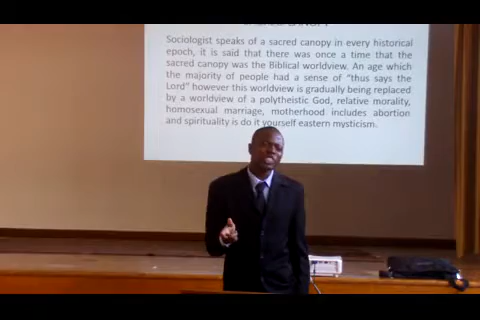 Sociologist speaks of a sacred canopy in every historical
epoch, it is said that there was once a time that the
sacred canopy was the Biblical worldview. An age which
the majority of people had a sense of “thus says the
Lord” however this worldview is gradually being replaced
by a worldview of a polytheistic God, relative morality,
homosexual marriage, motherhood includes abortion
and spirituality is do it yourself eastern mysticism.